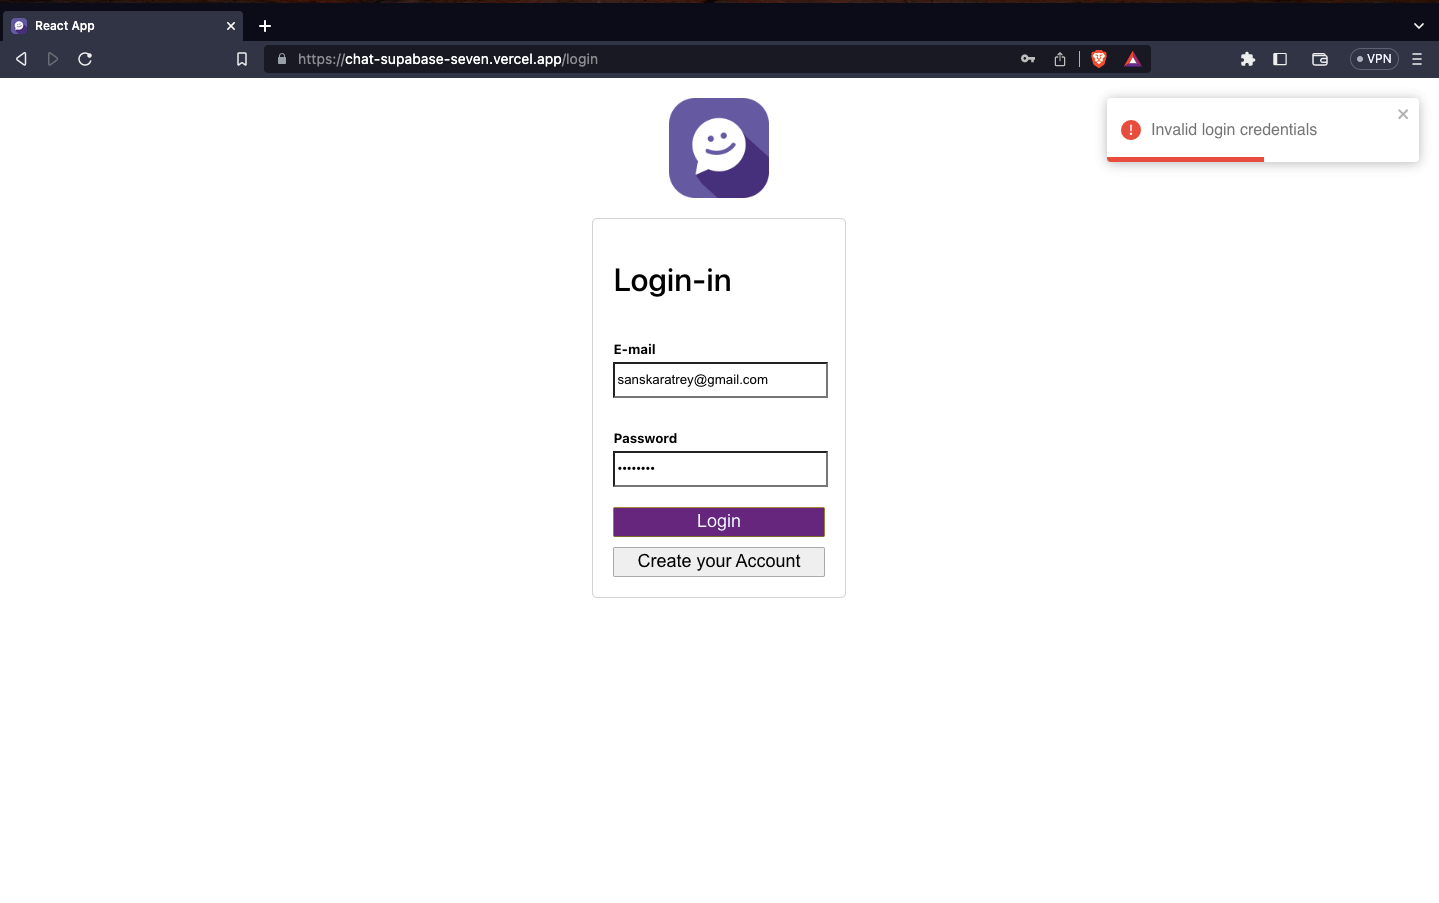 React App
https://chat-supabase-seven.vercel.app/login
VPN
Invalid login credentials
Login-in
E-mail
sanskaratrey@gmail.com
Password
••••••••
Login
Create your Account